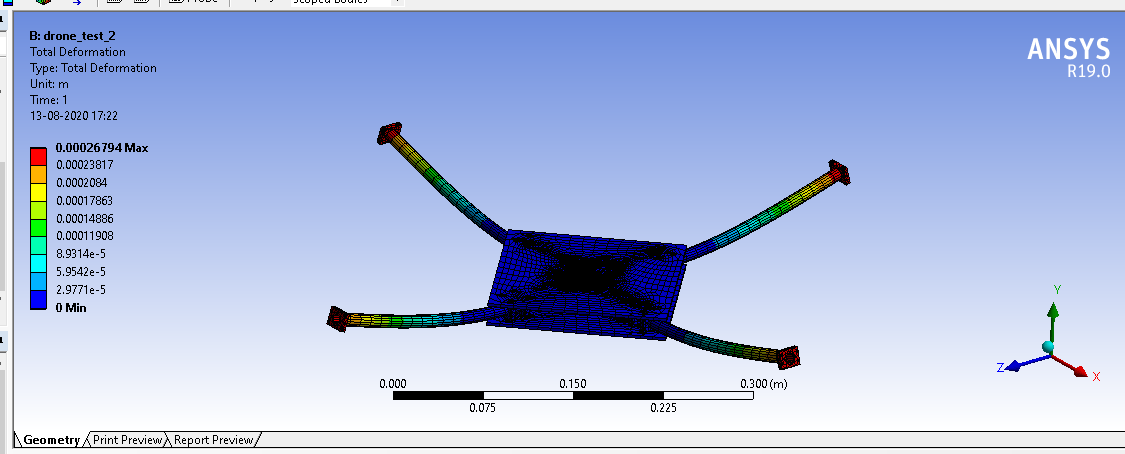 B: drone_test_2
Total Deformation
Type: Total Deformation
Unit: m
Time: 1
13-08-2020 17:22
ANSYS
R19.0
0.00026794 Max
0.00023817
0.0002084
0.00017863
0.00014886
0.00011908
8.9314e-5
5.9542e-5
2.9771e-5
0 Min
0.000
0.150
0.300 (m)
0.075
0.225
Y
Z
X
Geometry
Print Preview
Report Preview